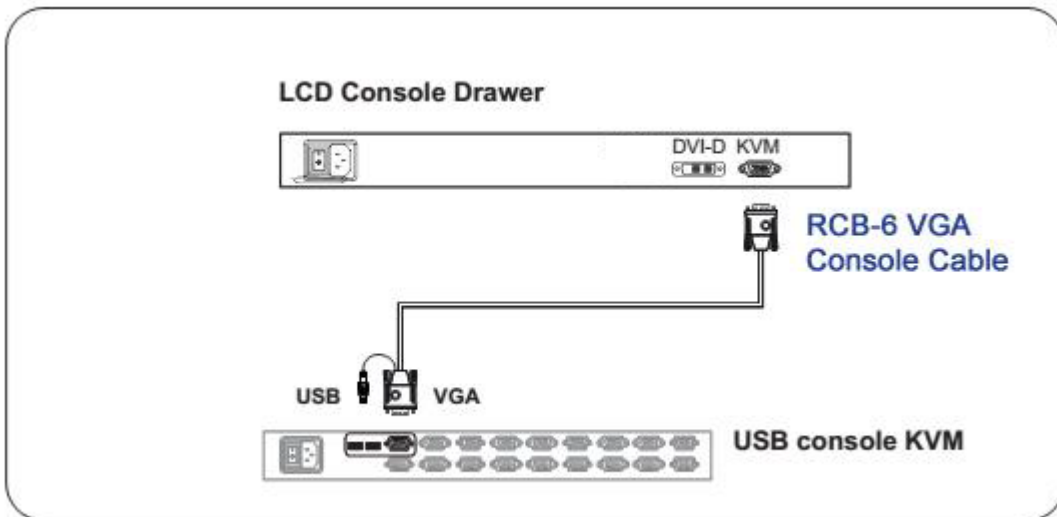 LCD Console Drawer
DVI-D KVM
RCB-6 VGA
Console Cable
USB VGA
USB console KVM